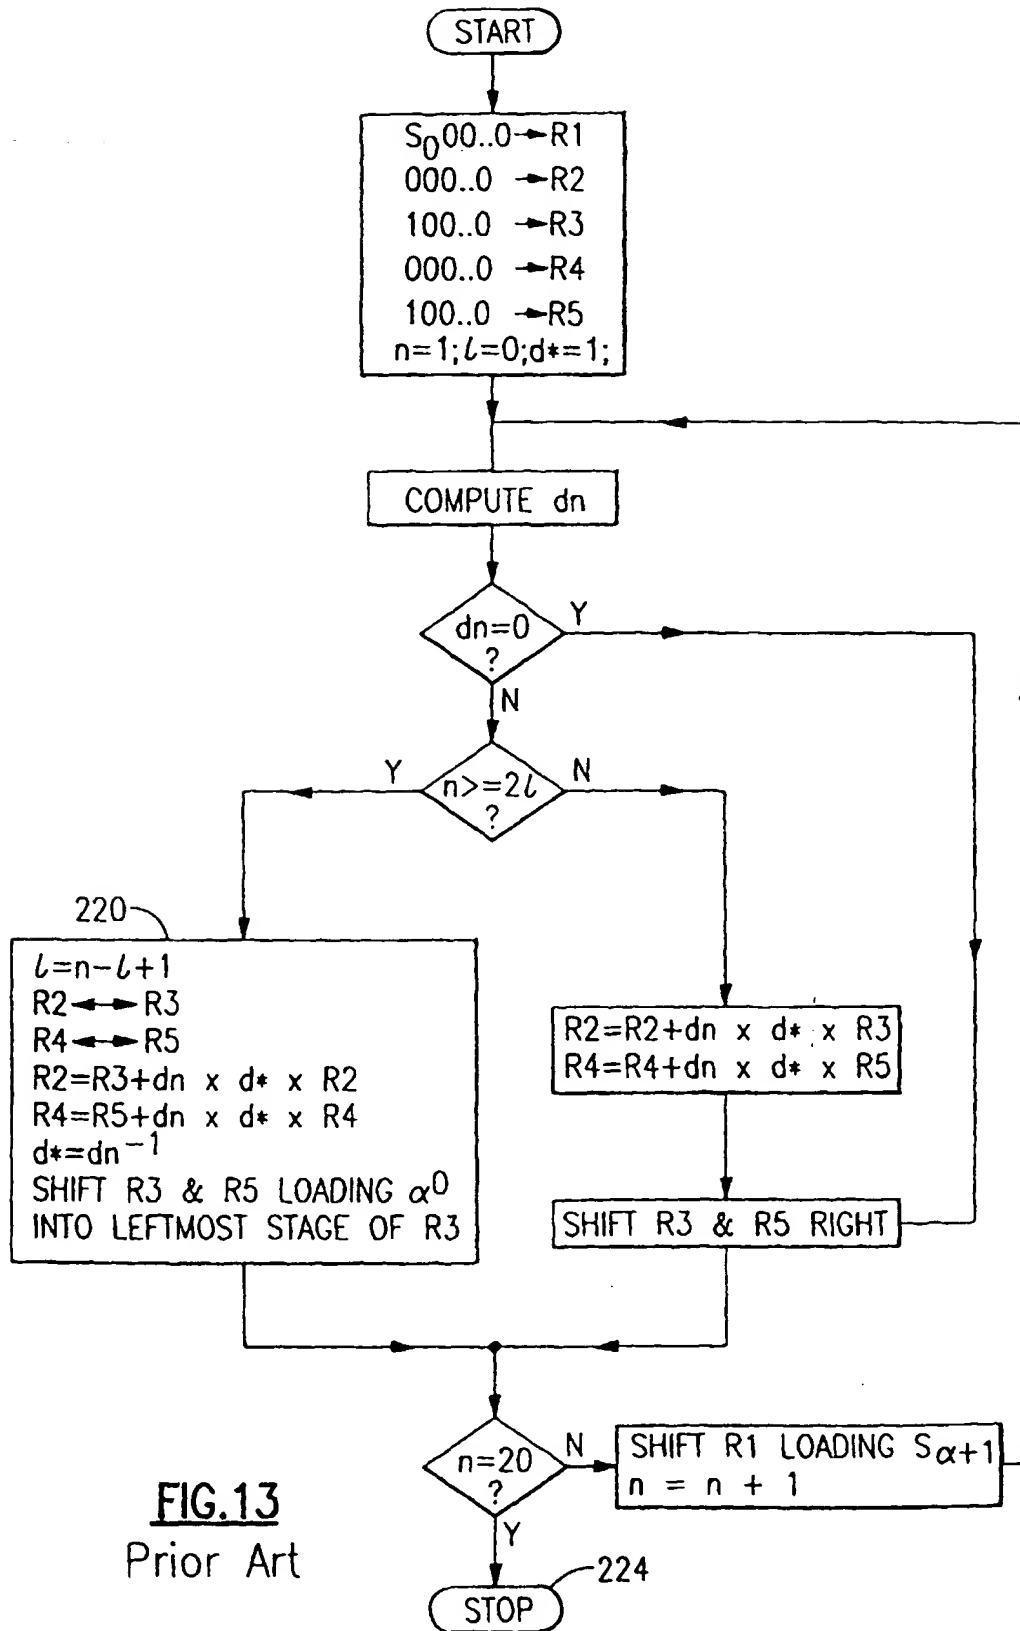 START
S₀00..0→R1
000..0 →R2
100..0 →R3
000..0 →R4
100..0 →R5
n=1;ℓ=0;d*=1;
COMPUTE dn
dn=0
?
Y
N
n>=2ℓ
?
Y
N
220
ℓ=n-ℓ+1
R2↔R3
R4↔R5
R2=R3+dn x d* x R2
R4=R5+dn x d* x R4
d*=dn⁻¹
SHIFT R3 & R5 LOADING α⁰
INTO LEFTMOST STAGE OF R3
R2=R2+dn x d* x R3
R4=R4+dn x d* x R5
SHIFT R3 & R5 RIGHT
n=20
?
N
Y
SHIFT R1 LOADING Sα+1
n = n + 1
STOP
224
FIG.13
Prior Art